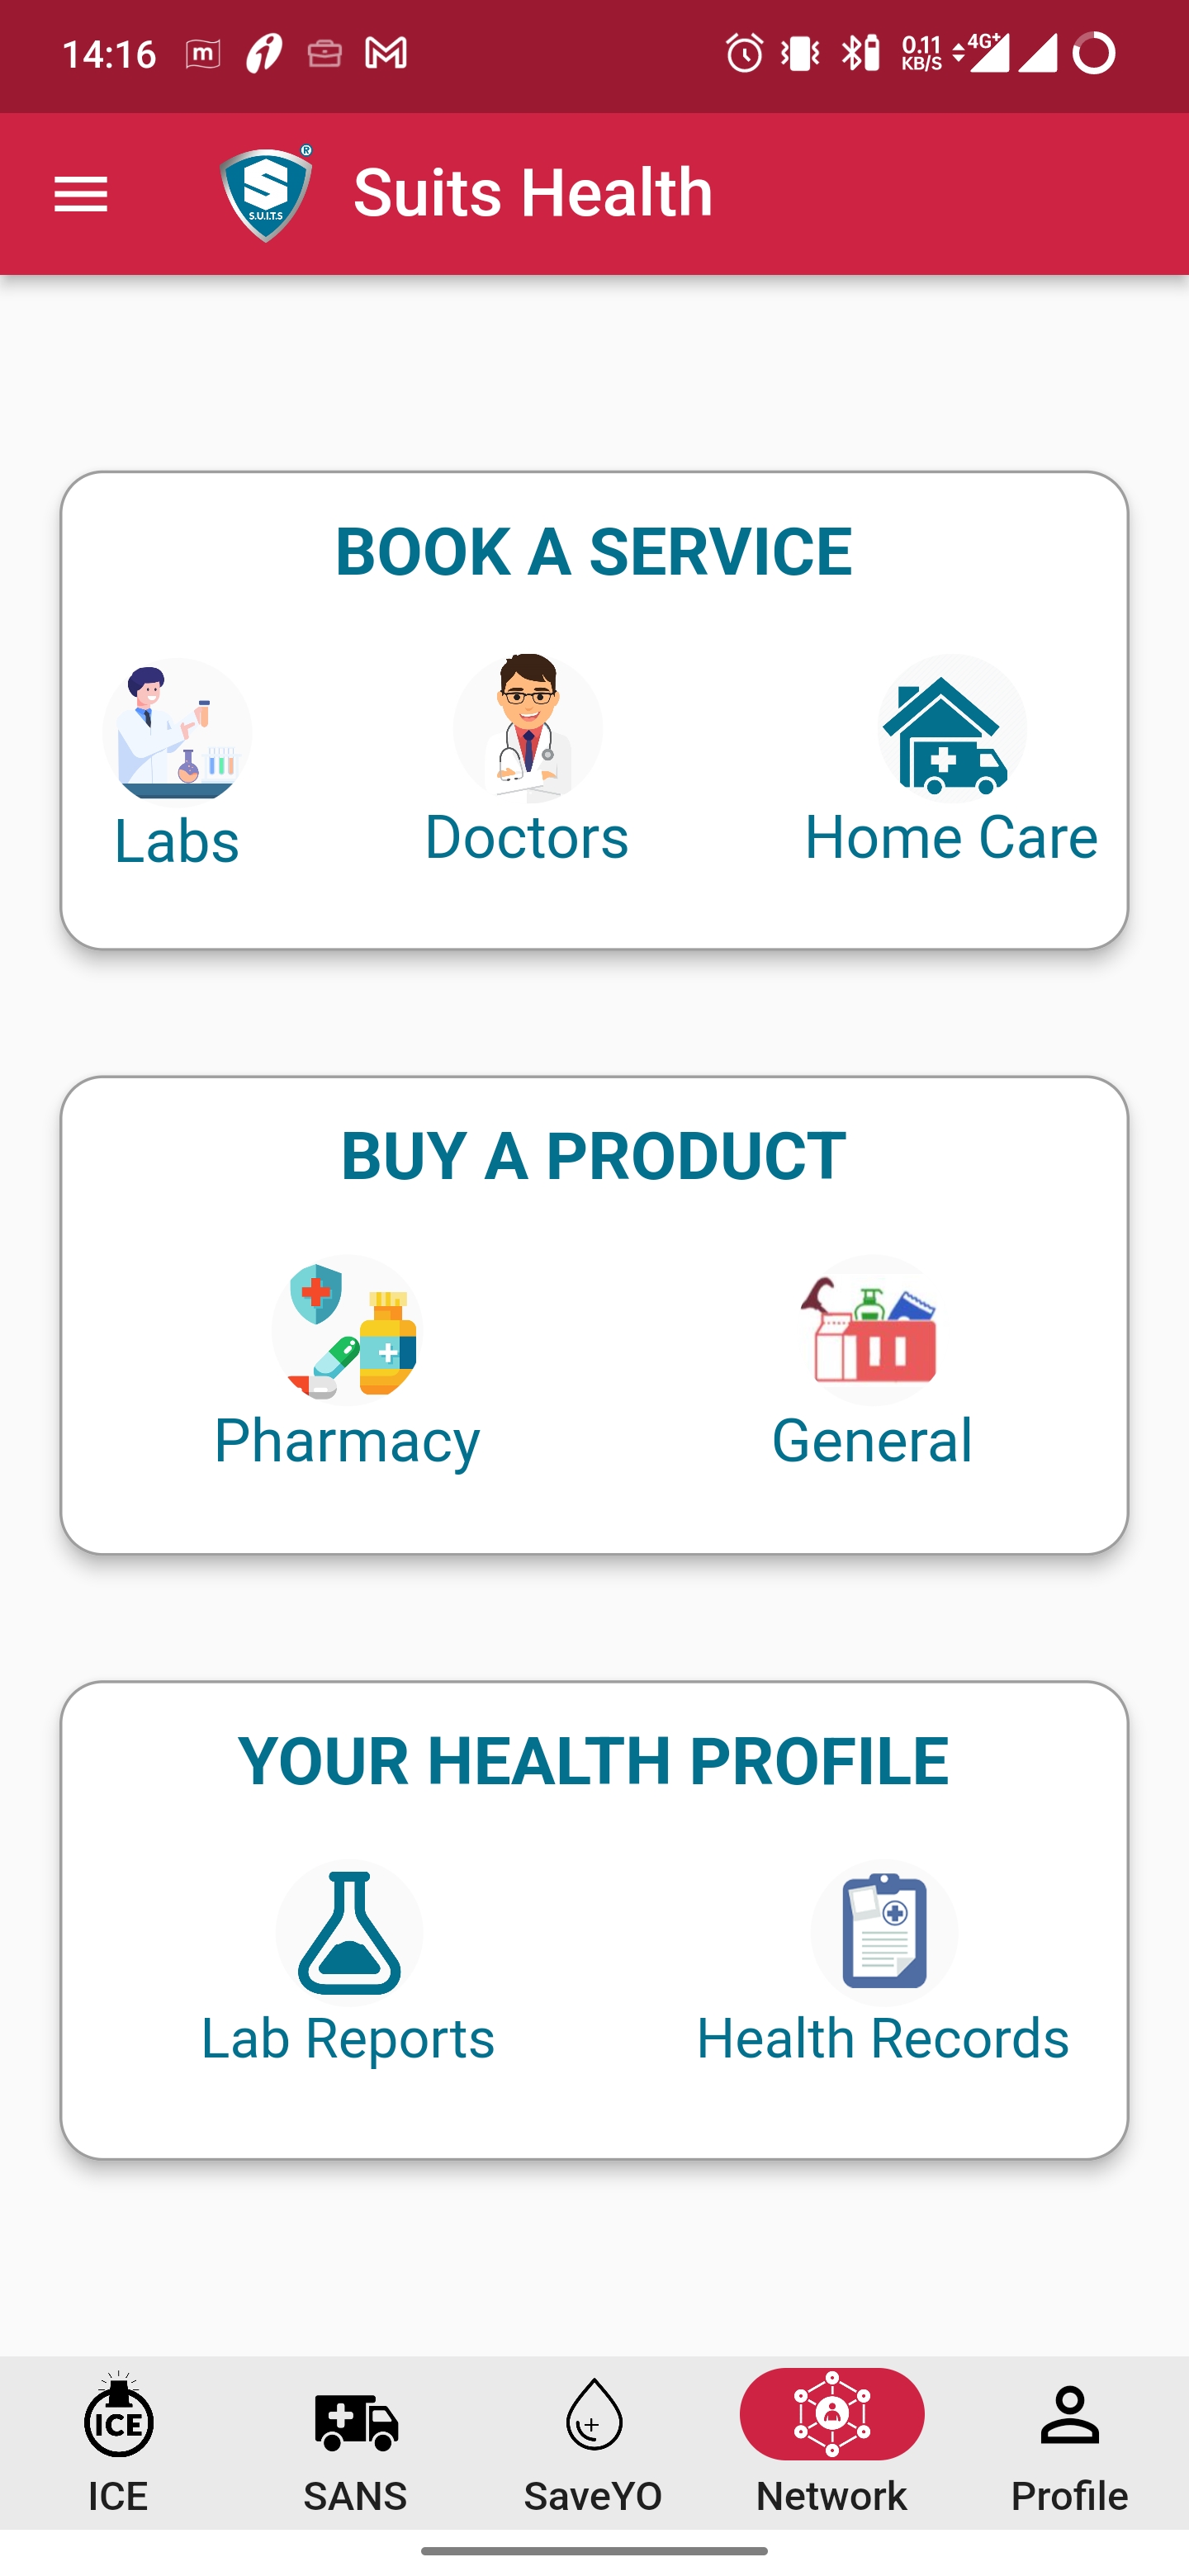 14:16
0.11
KB/S
4G+
®
S.U.I.T.S
Suits Health
BOOK A SERVICE
Labs Doctors Home Care
BUY A PRODUCT
Pharmacy General
YOUR HEALTH PROFILE
Lab Reports Health Records
ICE
ICE SANS SaveYO Network Profile